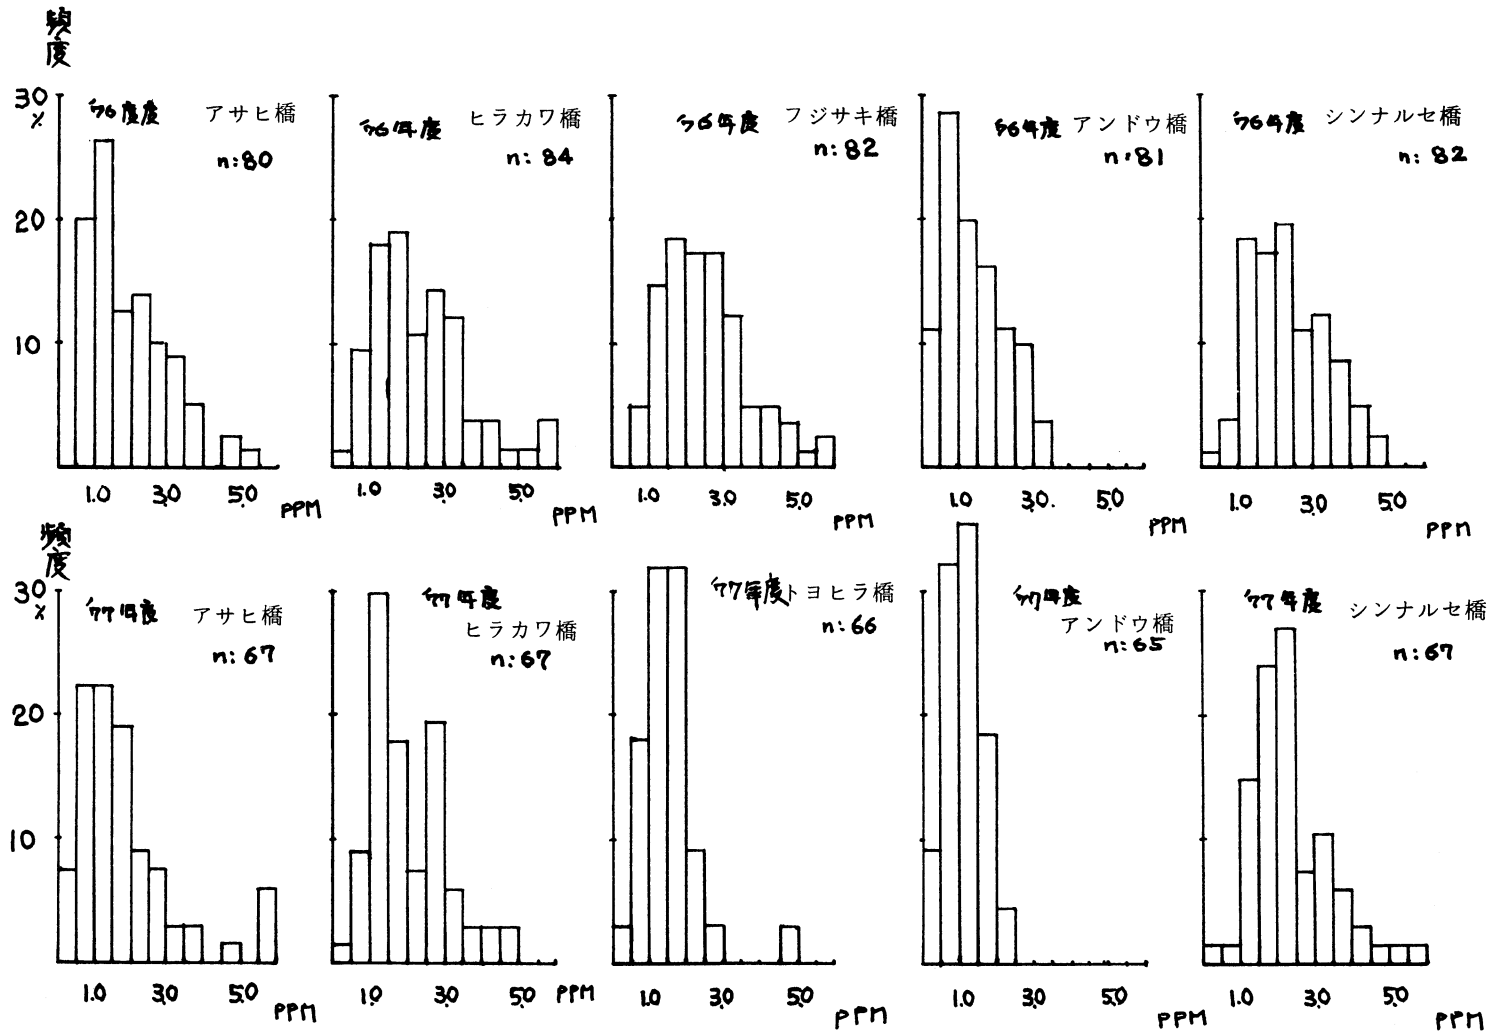 頻度
30
%
20
10
'76度度 アサヒ橋
n:80
1.0 3.0 5.0
PPM
'76年度 ヒラカワ橋
n: 84
1.0 3.0 5.0
PPM
'76年度 フジサキ橋
n: 82
1.0 3.0 5.0
PPM
'76年度 アンドウ橋
n:81
1.0 3.0. 5.0
PPM
'76年度 シンナルセ橋
n: 82
1.0 3.0 5.0
PPM
頻度
30
%
20
10
'77年度 アサヒ橋
n: 67
1.0 3.0 5.0
PPM
'77年度
ヒラカワ橋
n:67
1.0 3.0 5.0 PPM
'77年度トヨヒラ橋
n: 66
1.0 3.0 5.0
PPM
'77年度
アンドウ橋
n:65
1.0 3.0 5.0
PPM
'77年度 シンナルセ橋
n:67
1.0 3.0 5.0
PPM